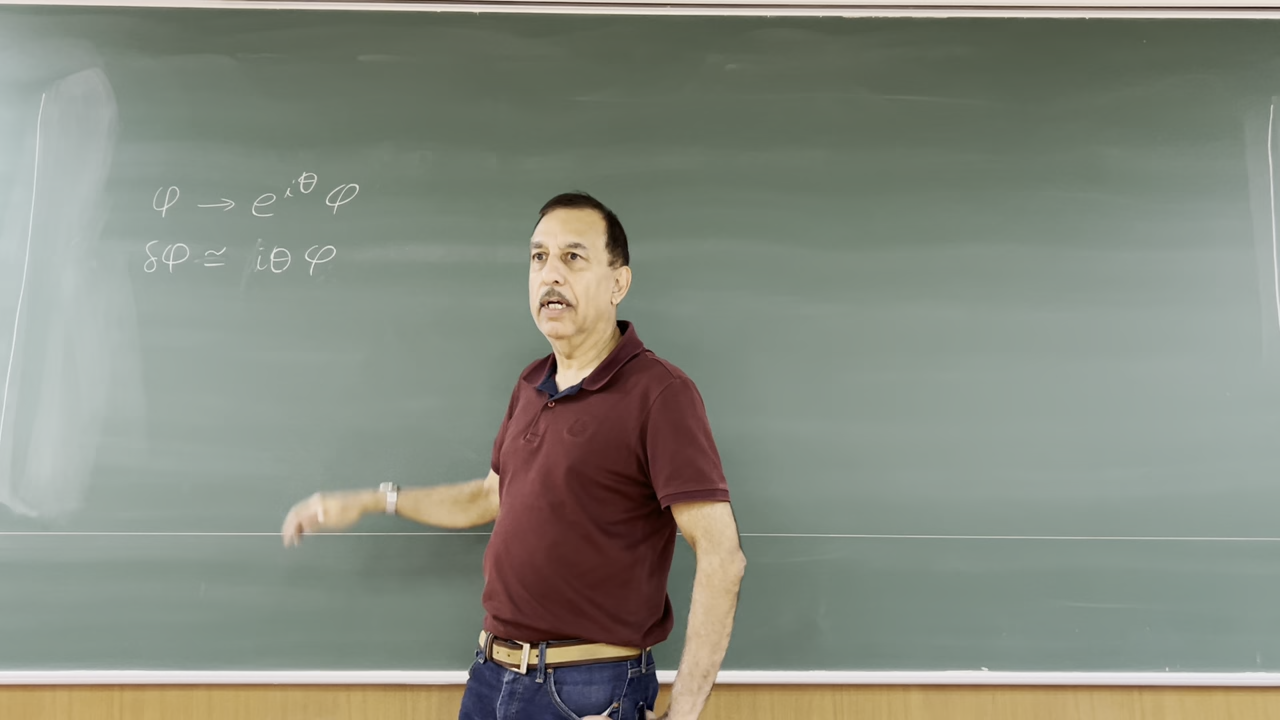 φ → e^{iθ} φ
δφ ≅ iθ φ